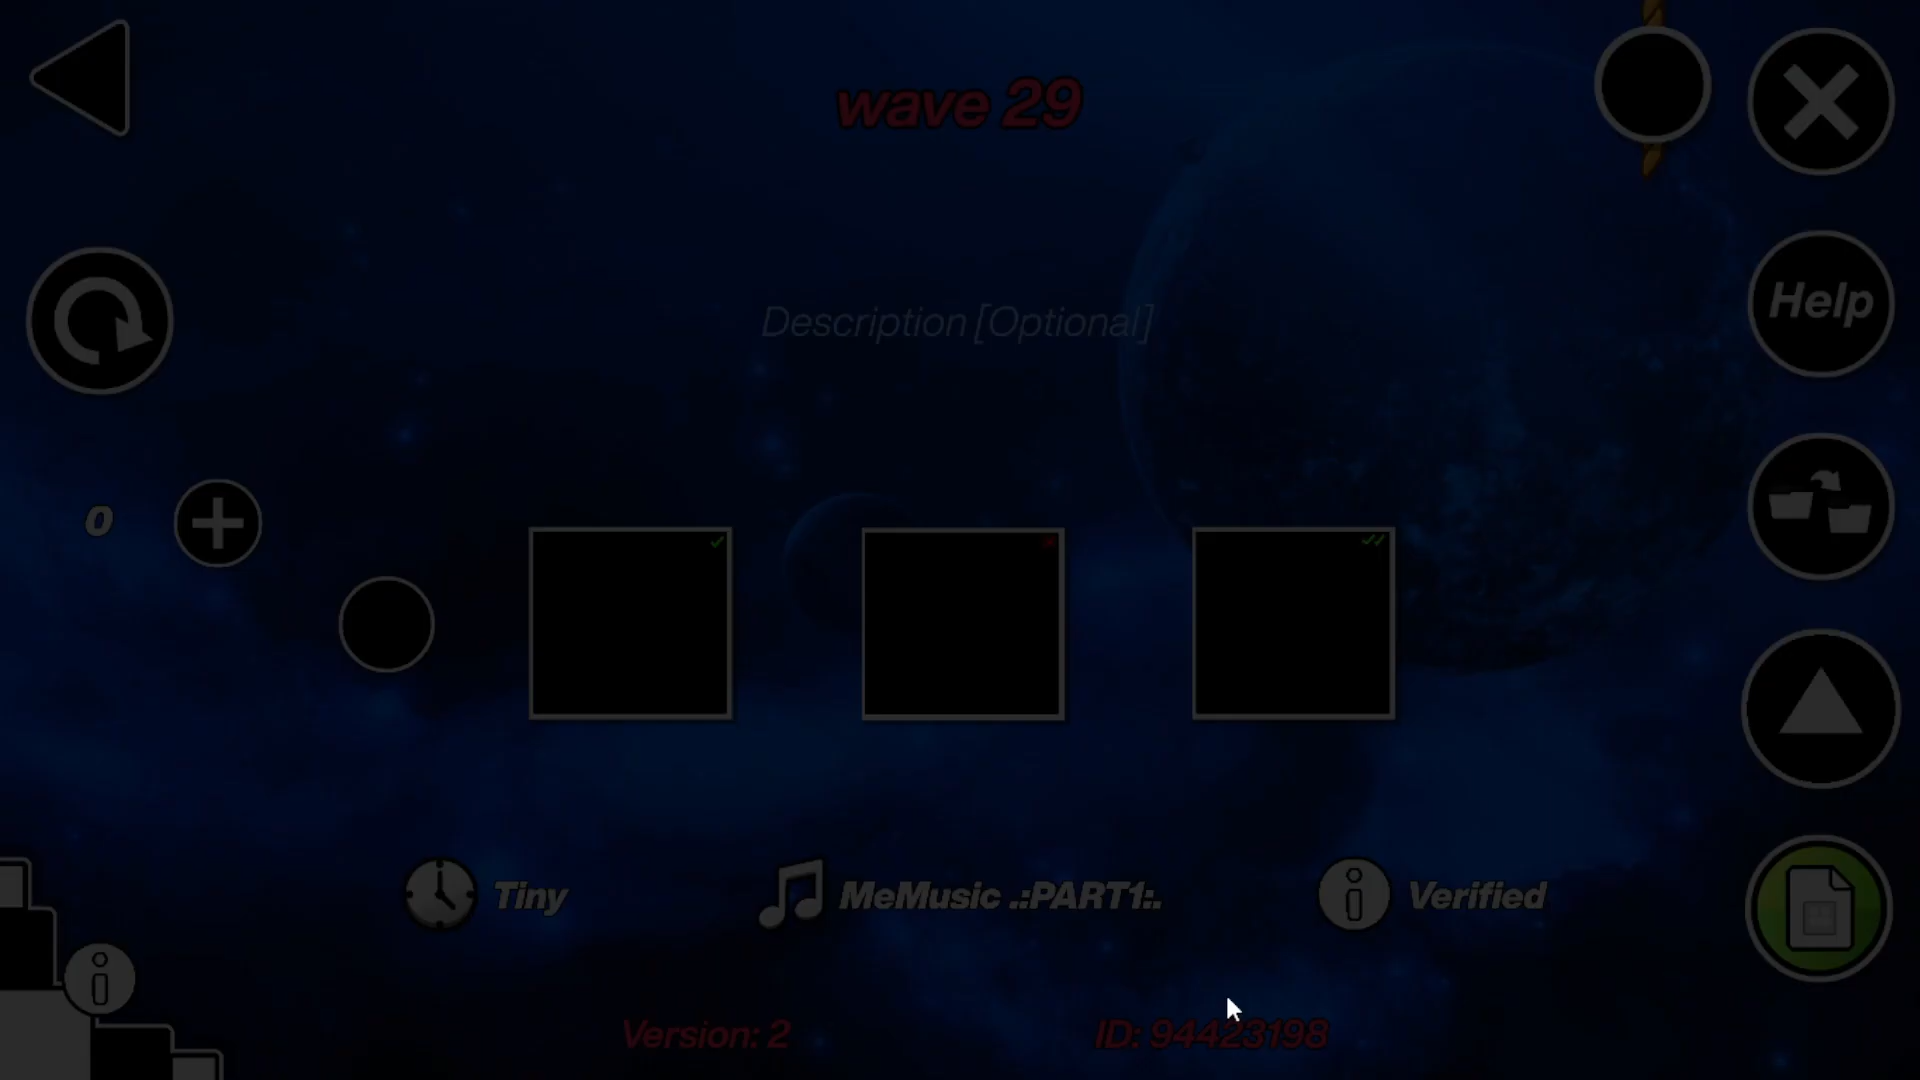 wave 29
Help
Description [Optional]
0
Tiny
MeMusic .:PART1:.
Verified
Version: 2
ID: 94423198